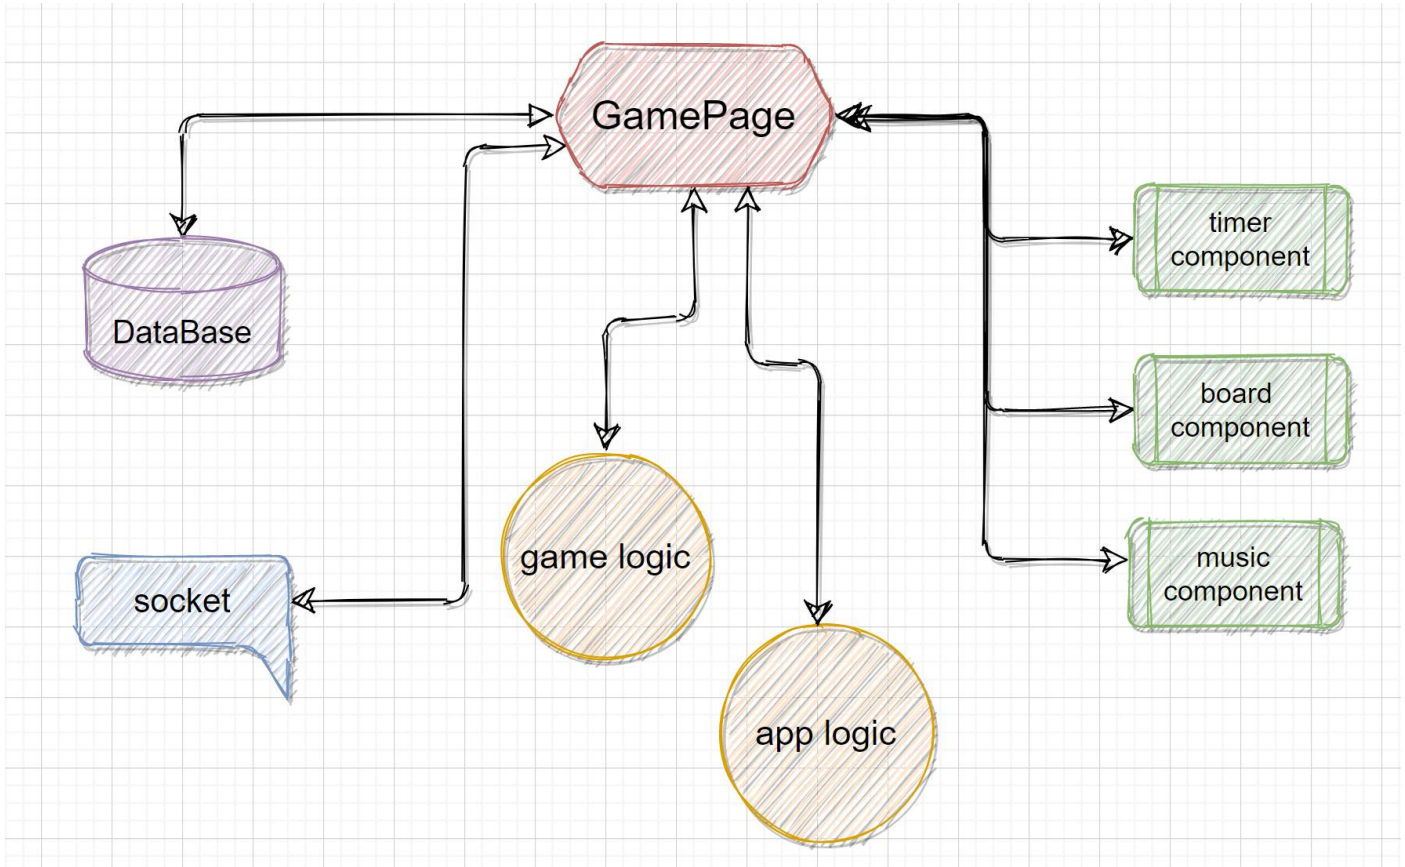 GamePage
timer
component
DataBase
board
component
socket
game logic
music
component
app logic